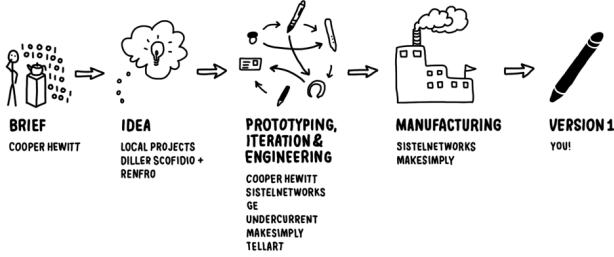 BRIEF
COOPER HEWITT
IDEA
LOCAL PROJECTS
DILLER SCOFIDIO +
RENFRO
PROTOTYPING,
ITERATION &
ENGINEERING
COOPER HEWITT
SISTELNETWORKS
GE
UNDERCURRENT
MAKESIMPLY
TELLART
MANUFACTURING
SISTELNETWORKS
MAKESIMPLY
VERSION 1
YOU!